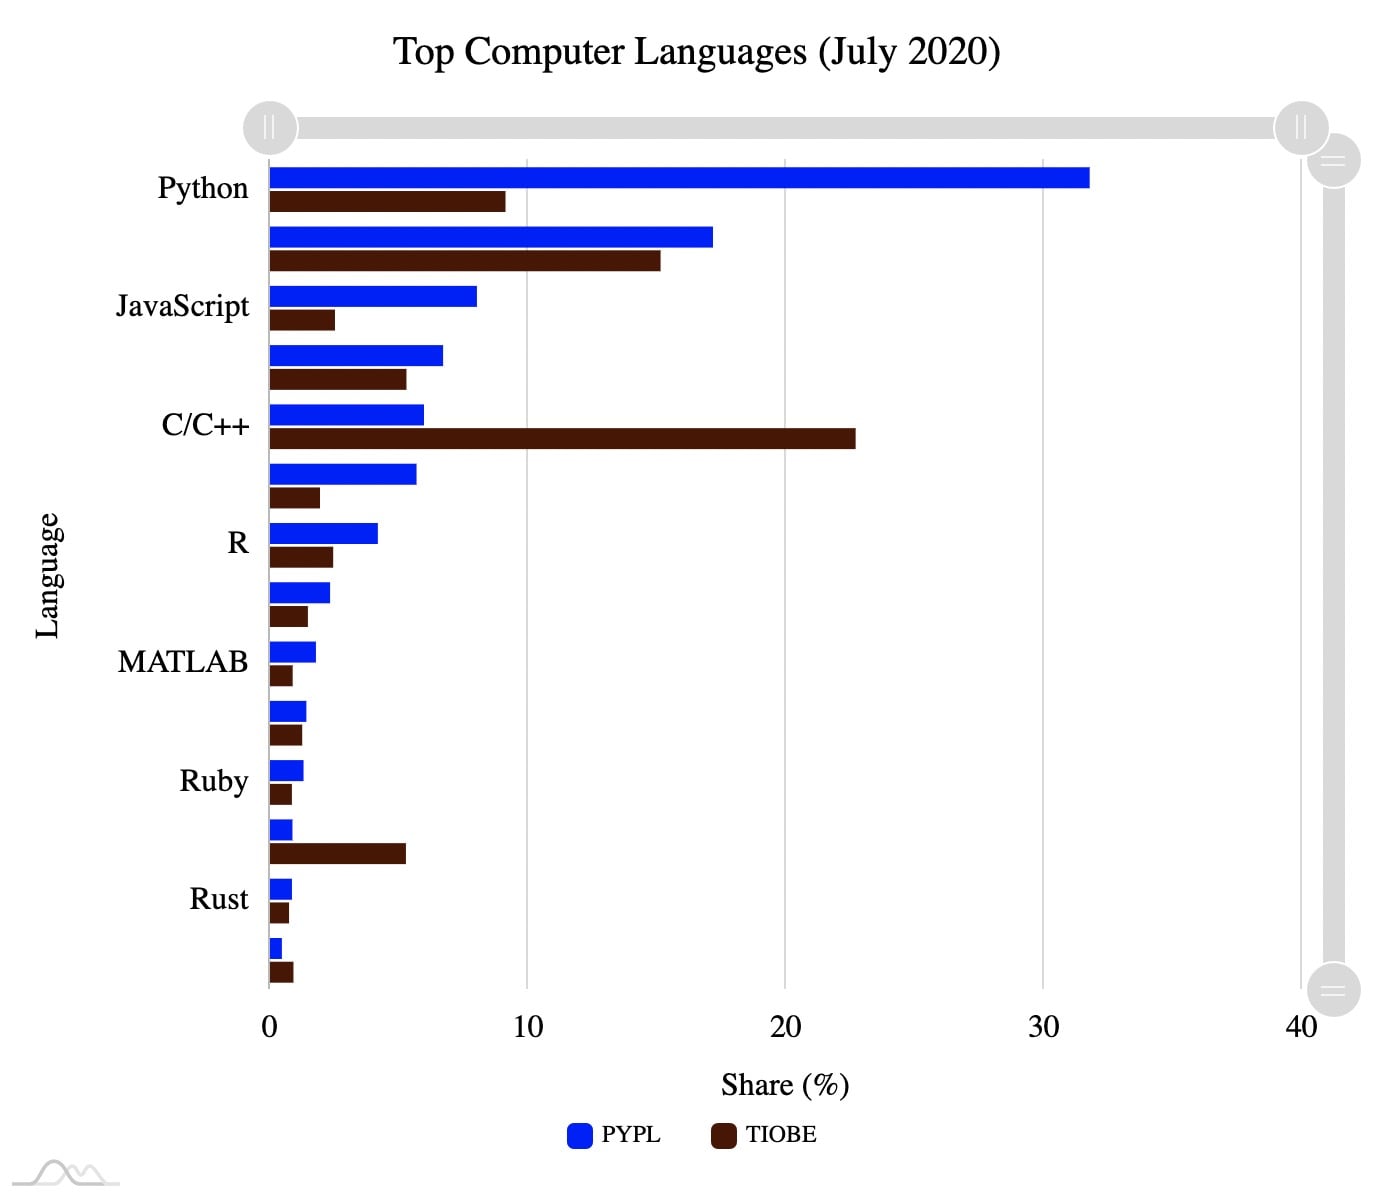 Top Computer Languages (July 2020)
Python
JavaScript
C/C++
R
MATLAB
Ruby
Rust
Language
0 10 20 30 40
Share (%)
PYPL TIOBE